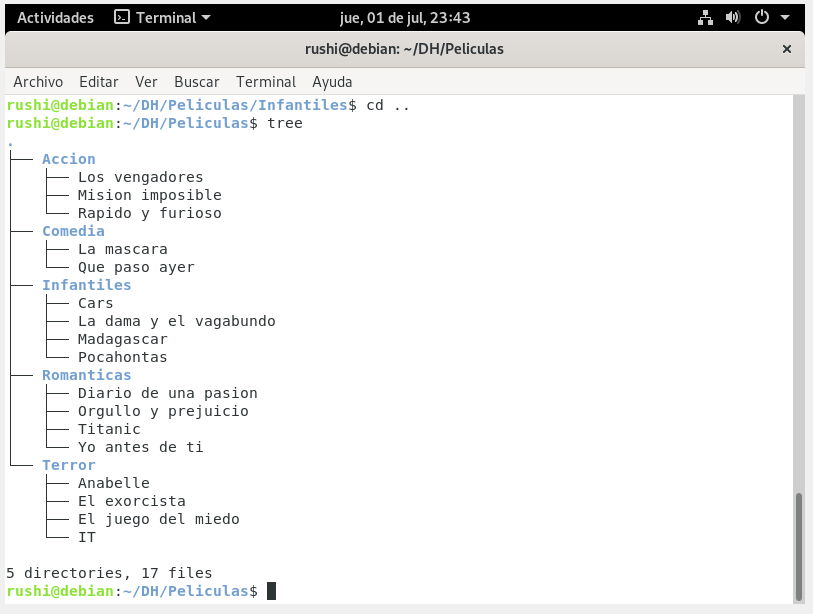 Actividades Terminal jue, 01 de jul, 23:43
rushi@debian: ~/DH/Peliculas
Archivo Editar Ver Buscar Terminal Ayuda
rushi@debian:~/DH/Peliculas/Infantiles$ cd ..
rushi@debian:~/DH/Peliculas$ tree
.
├── Accion
│   ├── Los vengadores
│   ├── Mision imposible
│   └── Rapido y furioso
├── Comedia
│   ├── La mascara
│   └── Que paso ayer
├── Infantiles
│   ├── Cars
│   ├── La dama y el vagabundo
│   ├── Madagascar
│   └── Pocahontas
├── Romanticas
│   ├── Diario de una pasion
│   ├── Orgullo y prejuicio
│   ├── Titanic
│   └── Yo antes de ti
└── Terror
    ├── Anabelle
    ├── El exorcista
    ├── El juego del miedo
    └── IT
5 directories, 17 files
rushi@debian:~/DH/Peliculas$